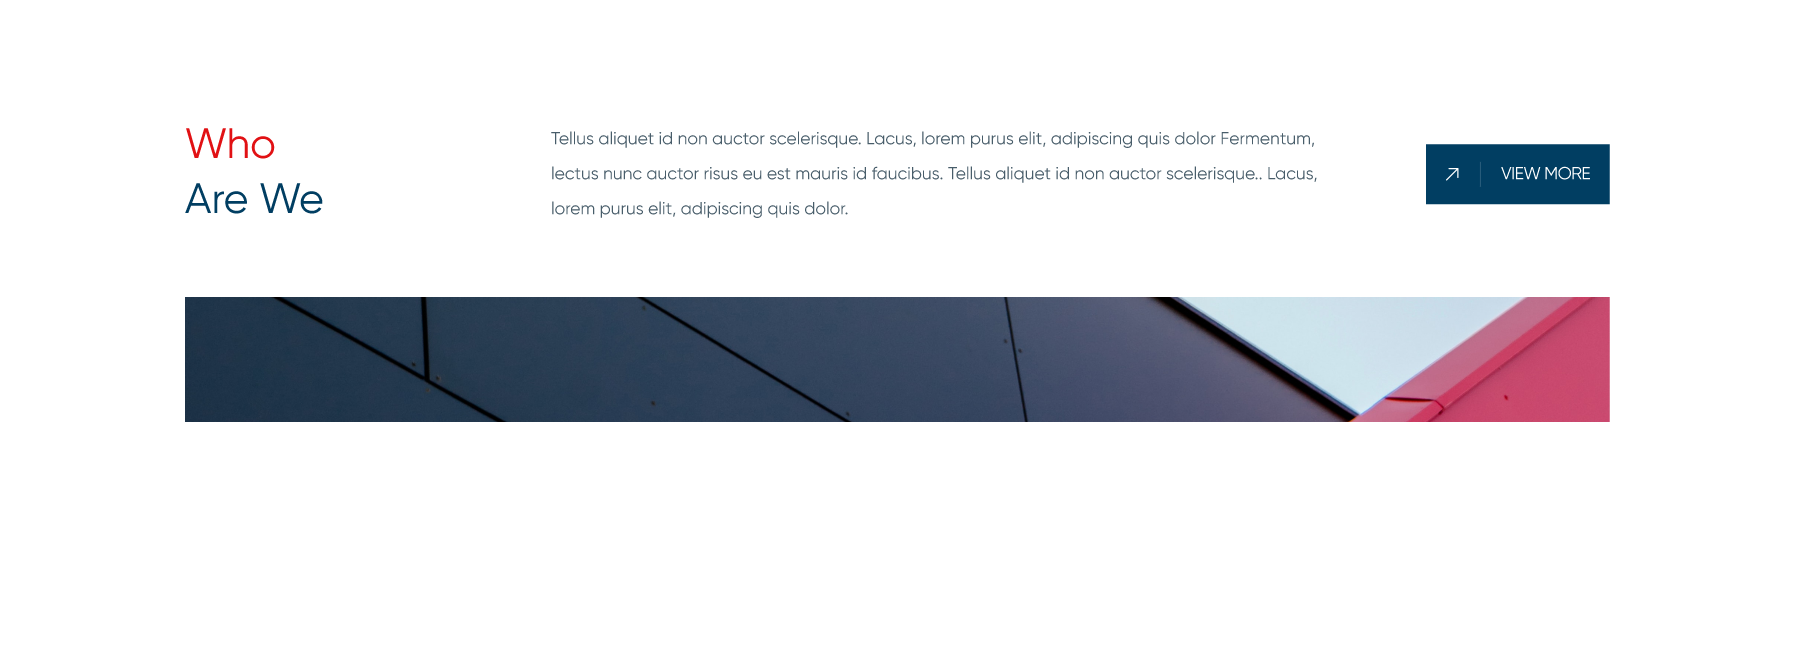 Who
Are We
Tellus aliquet id non auctor scelerisque. Lacus, lorem purus elit, adipiscing quis dolor Fermentum,
lectus nunc auctor risus eu est mauris id faucibus. Tellus aliquet id non auctor scelerisque.. Lacus,
lorem purus elit, adipiscing quis dolor.
VIEW MORE